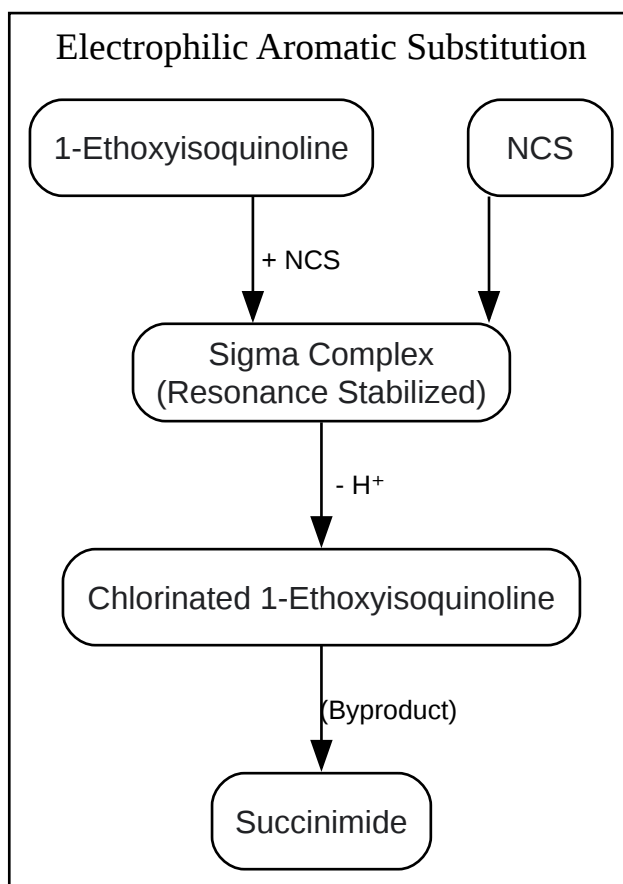 Electrophilic Aromatic Substitution
1-Ethoxyisoquinoline
NCS
+ NCS
Sigma Complex
(Resonance Stabilized)
- H⁺
Chlorinated 1-Ethoxyisoquinoline
(Byproduct)
Succinimide